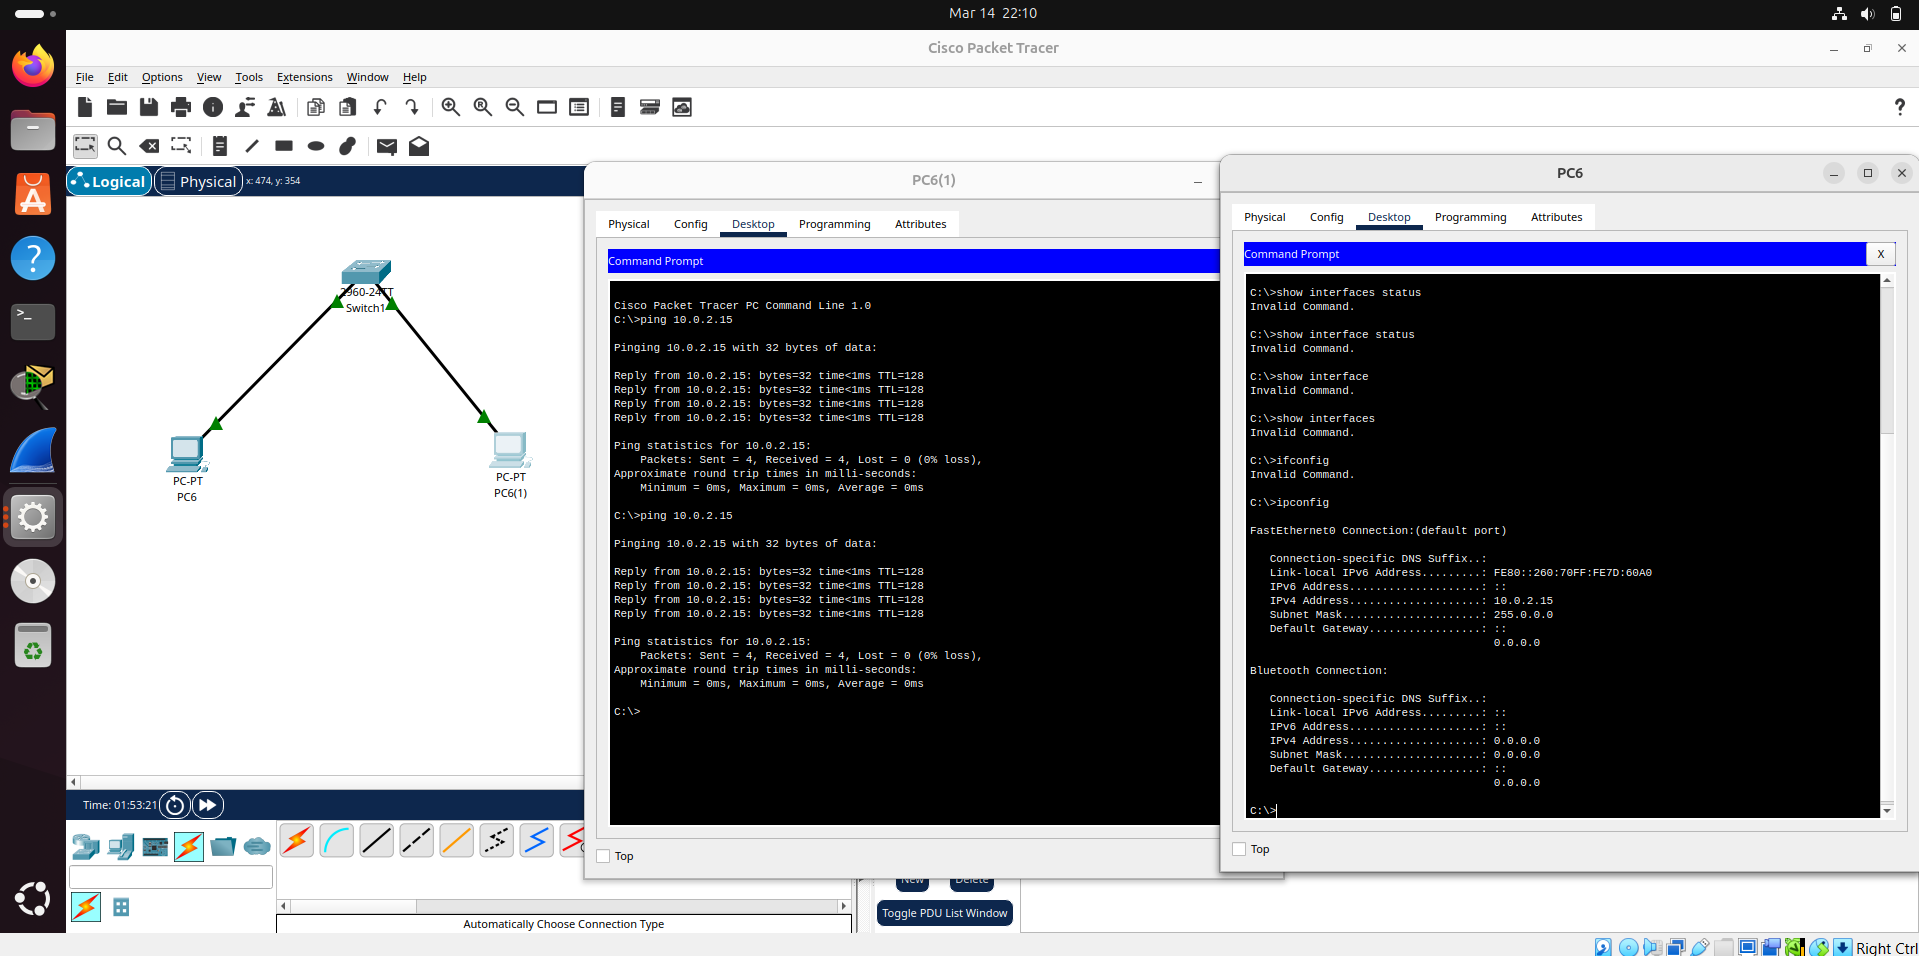 Mar 14 22:10
Cisco Packet Tracer
File Edit Options View Tools Extensions Window Help
Logical Physical x: 474, y: 354
2960-24TT
Switch1
PC-PT
PC6
PC-PT
PC6(1)
Time: 01:53:21
Automatically Choose Connection Type
New Delete
Toggle PDU List Window
PC6(1)
Physical Config Desktop Programming Attributes
Command Prompt
Cisco Packet Tracer PC Command Line 1.0
C:\>ping 10.0.2.15
Pinging 10.0.2.15 with 32 bytes of data:
Reply from 10.0.2.15: bytes=32 time<1ms TTL=128
Reply from 10.0.2.15: bytes=32 time<1ms TTL=128
Reply from 10.0.2.15: bytes=32 time<1ms TTL=128
Reply from 10.0.2.15: bytes=32 time<1ms TTL=128
Ping statistics for 10.0.2.15:
Packets: Sent = 4, Received = 4, Lost = 0 (0% loss),
Approximate round trip times in milli-seconds:
Minimum = 0ms, Maximum = 0ms, Average = 0ms
C:\>ping 10.0.2.15
Pinging 10.0.2.15 with 32 bytes of data:
Reply from 10.0.2.15: bytes=32 time<1ms TTL=128
Reply from 10.0.2.15: bytes=32 time<1ms TTL=128
Reply from 10.0.2.15: bytes=32 time<1ms TTL=128
Reply from 10.0.2.15: bytes=32 time<1ms TTL=128
Ping statistics for 10.0.2.15:
Packets: Sent = 4, Received = 4, Lost = 0 (0% loss),
Approximate round trip times in milli-seconds:
Minimum = 0ms, Maximum = 0ms, Average = 0ms
C:\>
Top
PC6
Physical Config Desktop Programming Attributes
Command Prompt X
C:\>show interfaces status
Invalid Command.
C:\>show interface status
Invalid Command.
C:\>show interface
Invalid Command.
C:\>show interfaces
Invalid Command.
C:\>ifconfig
Invalid Command.
C:\>ipconfig
FastEthernet0 Connection:(default port)
Connection-specific DNS Suffix..:
Link-local IPv6 Address.........: FE80::260:70FF:FE7D:60A0
IPv6 Address....................: ::
IPv4 Address....................: 10.0.2.15
Subnet Mask.....................: 255.0.0.0
Default Gateway.................: ::
0.0.0.0
Bluetooth Connection:
Connection-specific DNS Suffix..:
Link-local IPv6 Address.........: ::
IPv6 Address....................: ::
IPv4 Address....................: 0.0.0.0
Subnet Mask.....................: 0.0.0.0
Default Gateway.................: ::
0.0.0.0
C:\>
Top
Right Ctrl